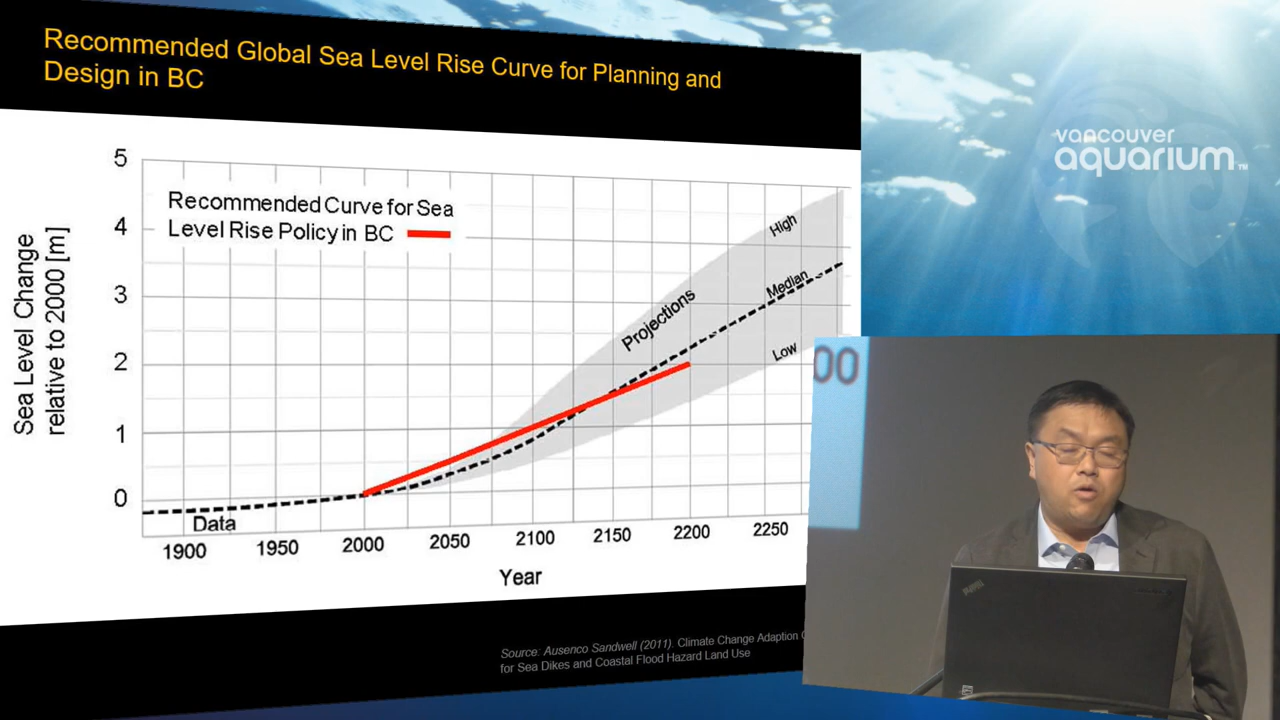 Recommended Global Sea Level Rise Curve for Planning and
Design in BC
vancouver
aquarium™
Sea Level Change
relative to 2000 [m]
5
4
3
2
1
0
Recommended Curve for Sea
Level Rise Policy in BC
High
Median
Low
Projections
Data
1900
1950
2000
2050
2100
2150
2200
2250
Year
Source: Ausenco Sandwell (2011). Climate Change Adaption
for Sea Dikes and Coastal Flood Hazard Land Use
00